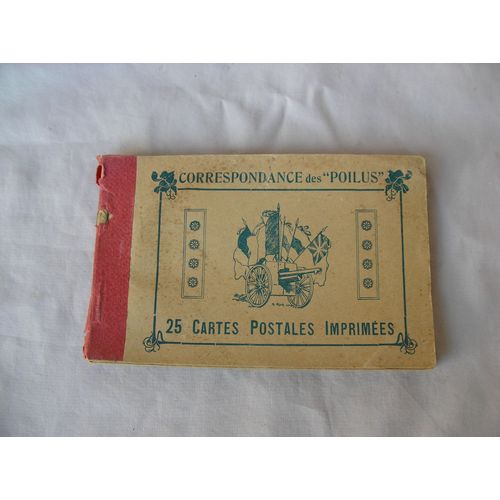 CORRESPONDANCE des "POILUS"
25 CARTES POSTALES IMPRIMÉES